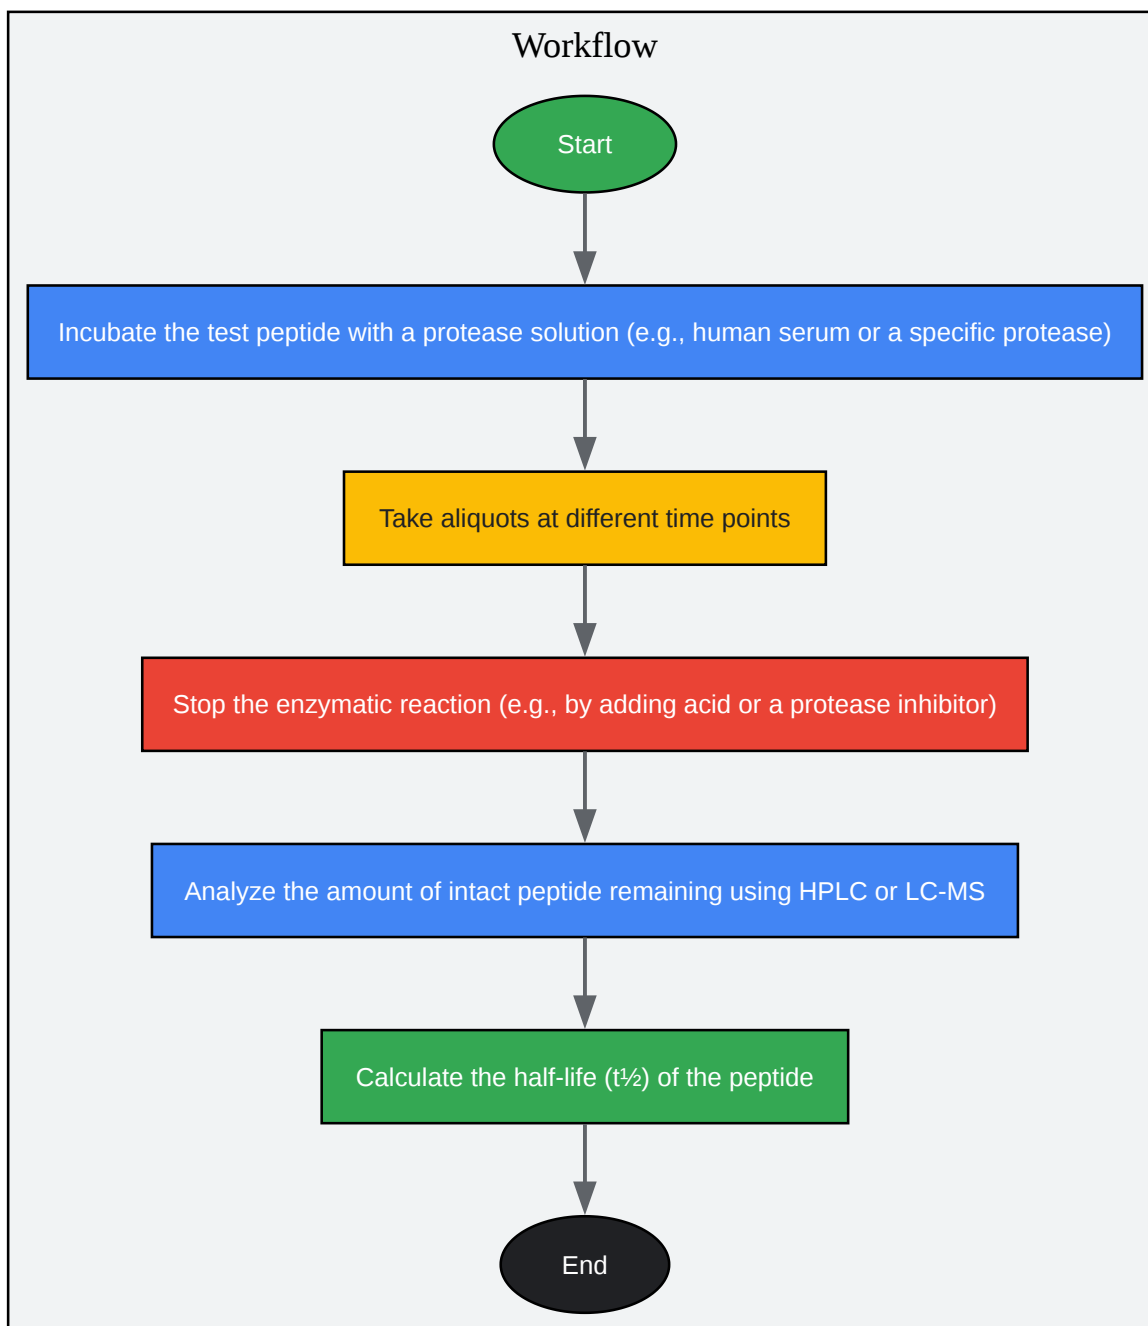 Workflow
Start
Incubate the test peptide with a protease solution (e.g., human serum or a specific protease)
Take aliquots at different time points
Stop the enzymatic reaction (e.g., by adding acid or a protease inhibitor)
Analyze the amount of intact peptide remaining using HPLC or LC-MS
Calculate the half-life (t½) of the peptide
End